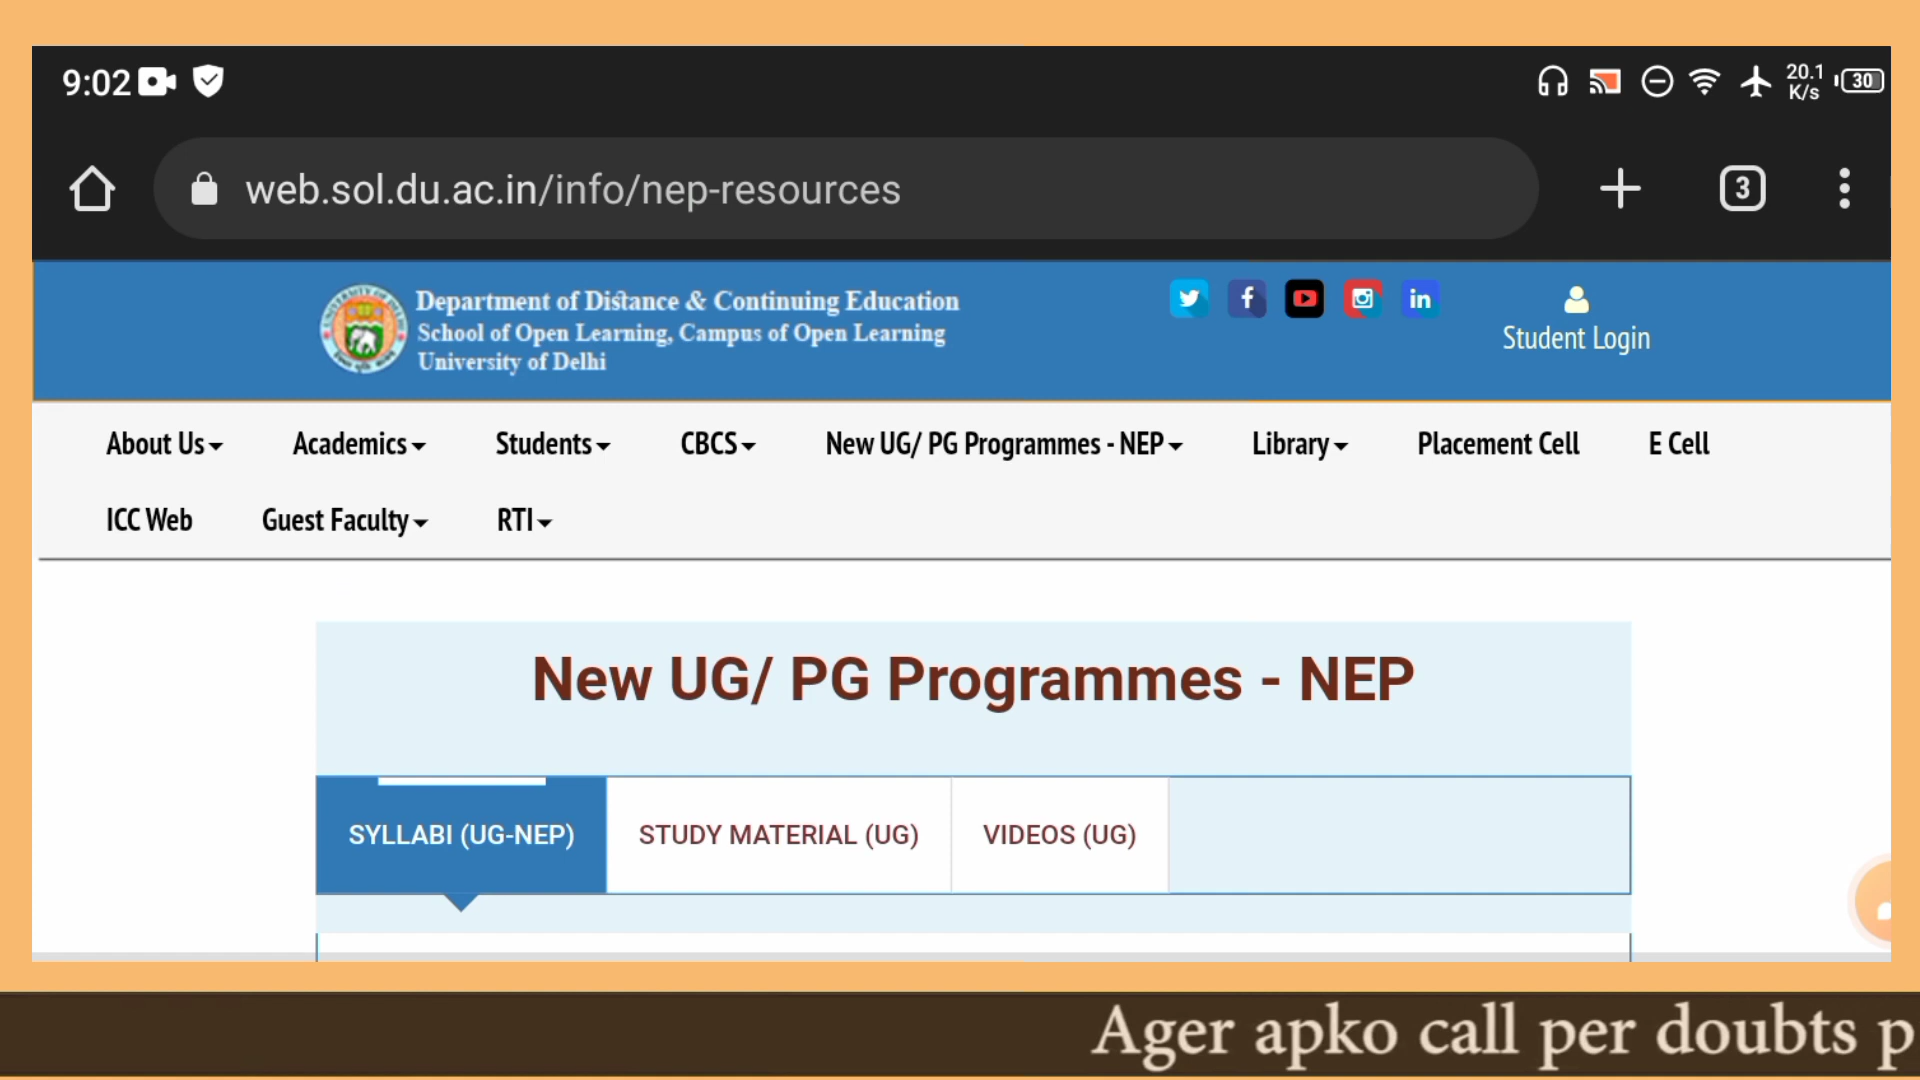 9:02
20.1
K/s
30
web.sol.du.ac.in/info/nep-resources
3
Department of Distance & Continuing Education
School of Open Learning, Campus of Open Learning
University of Delhi
in
Student Login
About Us Academics Students CBCS New UG/ PG Programmes - NEP Library Placement Cell E Cell
ICC Web Guest Faculty RTI
New UG/ PG Programmes - NEP
SYLLABI (UG-NEP) STUDY MATERIAL (UG) VIDEOS (UG)
Ager apko call per doubts p